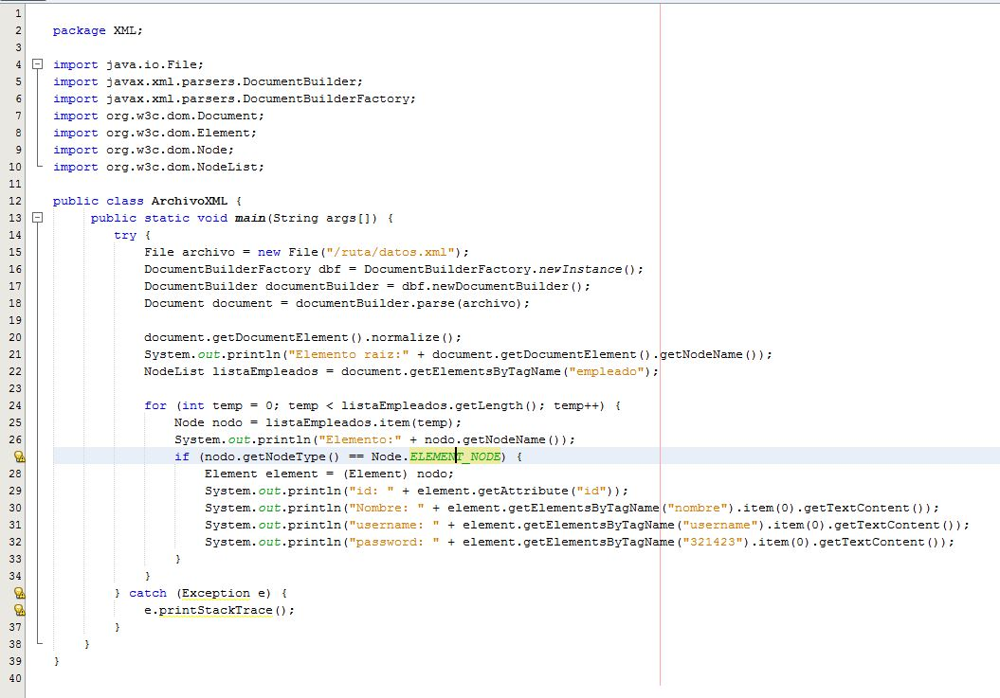 1
2 package XML;
3
4 import java.io.File;
5 import javax.xml.parsers.DocumentBuilder;
6 import javax.xml.parsers.DocumentBuilderFactory;
7 import org.w3c.dom.Document;
8 import org.w3c.dom.Element;
9 import org.w3c.dom.Node;
10 import org.w3c.dom.NodeList;
11
12 public class ArchivoXML {
13 public static void main(String args[]) {
14 try {
15 File archivo = new File("/ruta/datos.xml");
16 DocumentBuilderFactory dbf = DocumentBuilderFactory.newInstance();
17 DocumentBuilder documentBuilder = dbf.newDocumentBuilder();
18 Document document = documentBuilder.parse(archivo);
19
20 document.getDocumentElement().normalize();
21 System.out.println("Elemento raiz:" + document.getDocumentElement().getNodeName());
22 NodeList listaEmpleados = document.getElementsByTagName("empleado");
23
24 for (int temp = 0; temp < listaEmpleados.getLength(); temp++) {
25 Node nodo = listaEmpleados.item(temp);
26 System.out.println("Elemento:" + nodo.getNodeName());
if (nodo.getNodeType() == Node.ELEMENT_NODE) {
28 Element element = (Element) nodo;
29 System.out.println("id: " + element.getAttribute("id"));
30 System.out.println("Nombre: " + element.getElementsByTagName("nombre").item(0).getTextContent());
31 System.out.println("username: " + element.getElementsByTagName("username").item(0).getTextContent());
32 System.out.println("password: " + element.getElementsByTagName("321423").item(0).getTextContent());
33 }
34 }
} catch (Exception e) {
e.printStackTrace();
37 }
38 }
39 }
40